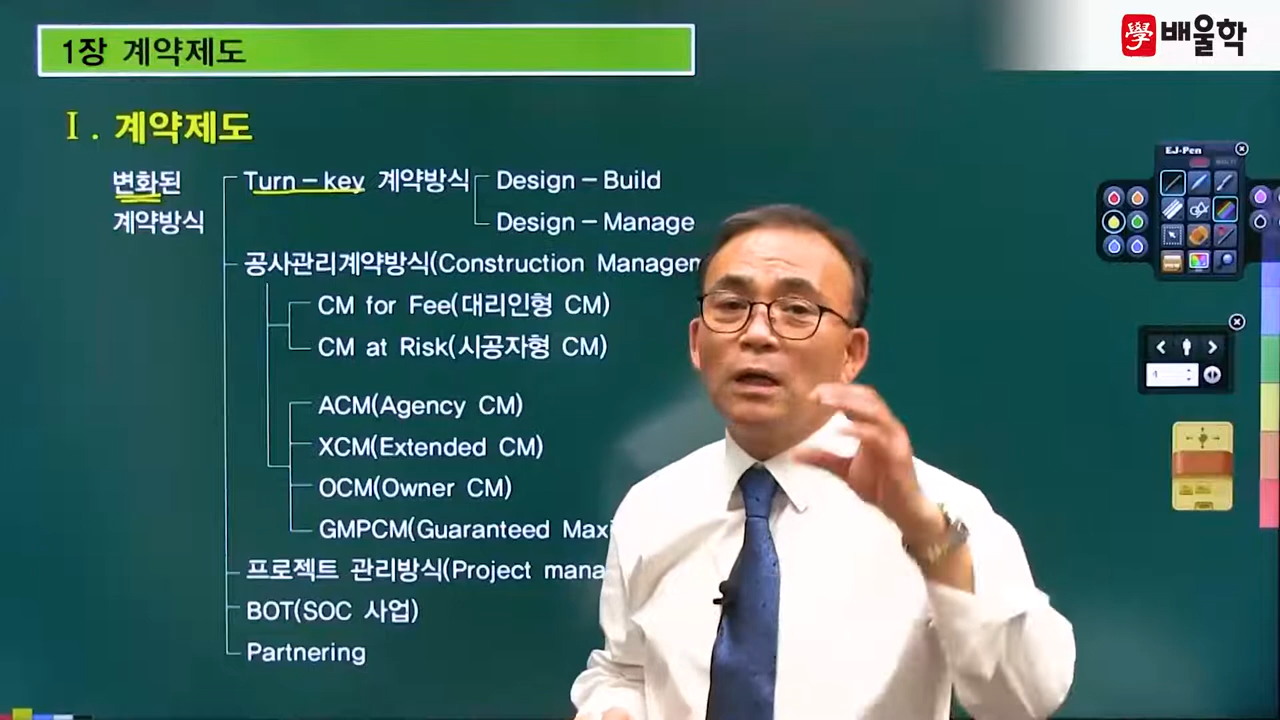 1장 계약제도
學 배울학
Ⅰ. 계약제도
변화된
계약방식
Turn-key 계약방식
Design-Build
Design-Manage
공사관리계약방식(Construction Managem
CM for Fee(대리인형 CM)
CM at Risk(시공자형 CM)
ACM(Agency CM)
XCM(Extended CM)
OCM(Owner CM)
GMPCM(Guaranteed Maxi
프로젝트 관리방식(Project mana
BOT(SOC 사업)
Partnering
EJ-Pen